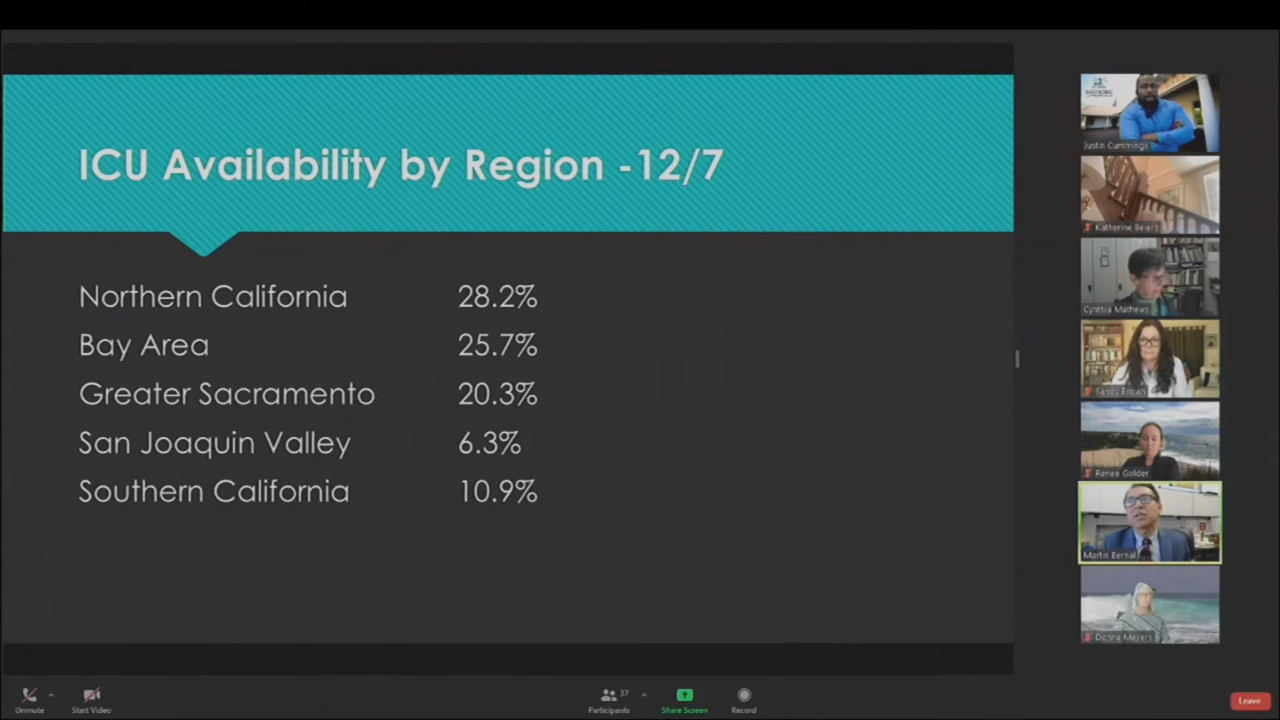 ICU Availability by Region -12/7
Northern California 28.2%
Bay Area 25.7%
Greater Sacramento 20.3%
San Joaquin Valley 6.3%
Southern California 10.9%
Justin Cummings
Katherine Beiers
Cynthia Mathews
Sandy Brown
Renee Golder
Martin Bernal
Donna Meyers
Unmute
Start Video
Participants 37
Share Screen
Record
Leave